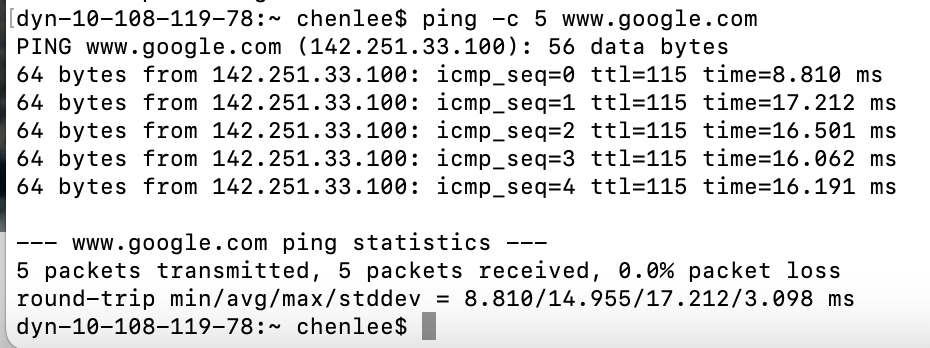 [dyn-10-108-119-78:~ chenlee$ ping -c 5 www.google.com
PING www.google.com (142.251.33.100): 56 data bytes
64 bytes from 142.251.33.100: icmp_seq=0 ttl=115 time=8.810 ms
64 bytes from 142.251.33.100: icmp_seq=1 ttl=115 time=17.212 ms
64 bytes from 142.251.33.100: icmp_seq=2 ttl=115 time=16.501 ms
64 bytes from 142.251.33.100: icmp_seq=3 ttl=115 time=16.062 ms
64 bytes from 142.251.33.100: icmp_seq=4 ttl=115 time=16.191 ms

--- www.google.com ping statistics ---
5 packets transmitted, 5 packets received, 0.0% packet loss
round-trip min/avg/max/stddev = 8.810/14.955/17.212/3.098 ms
dyn-10-108-119-78:~ chenlee$